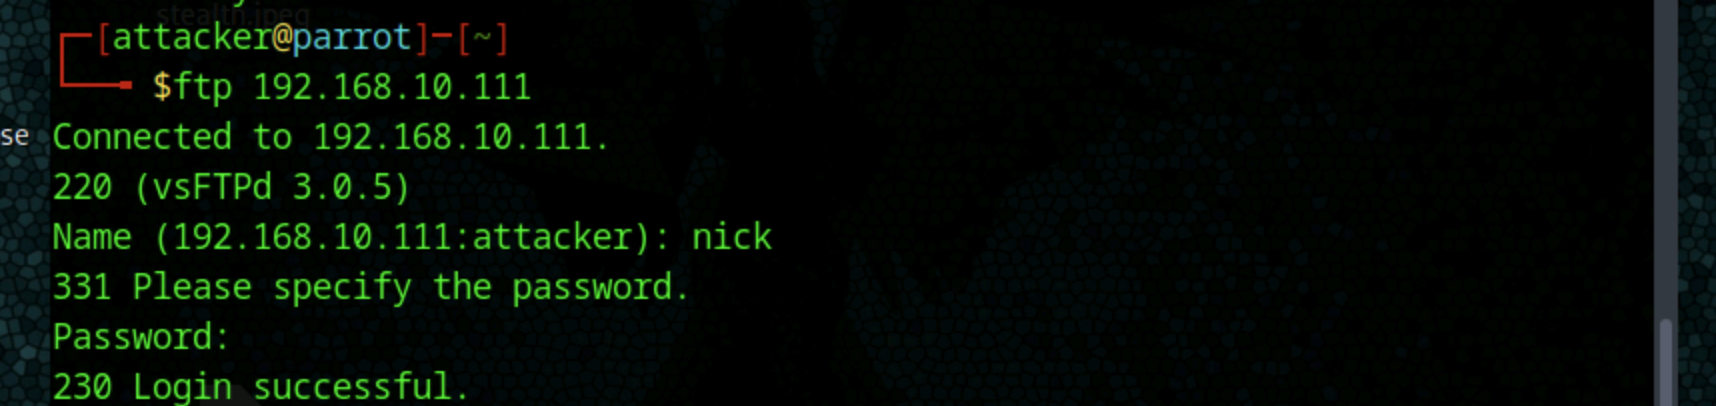 stealth.jpeg
[attacker@parrot]─[~]
$ftp 192.168.10.111
se
Connected to 192.168.10.111.
220 (vsFTPd 3.0.5)
Name (192.168.10.111:attacker): nick
331 Please specify the password.
Password:
230 Login successful.